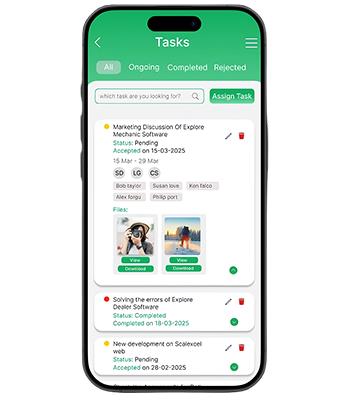 Tasks
All
Ongoing
Completed
Rejected
which task are you looking for?
Assign Task
Marketing Discussion Of Explore
Mechanic Software
Status: Pending
Accepted on 15-03-2025
15 Mar - 29 Mar
SD
LG
CS
Bob taylor
Susan love
Ken falco
Alex forgu
Philip port
Files:
View
View
Download
Download
Solving the errors of Explore
Dealer Software
Status: Completed
Completed on 18-03-2025
New development on Scalexcel
web
Status: Pending
Accepted on 28-02-2025